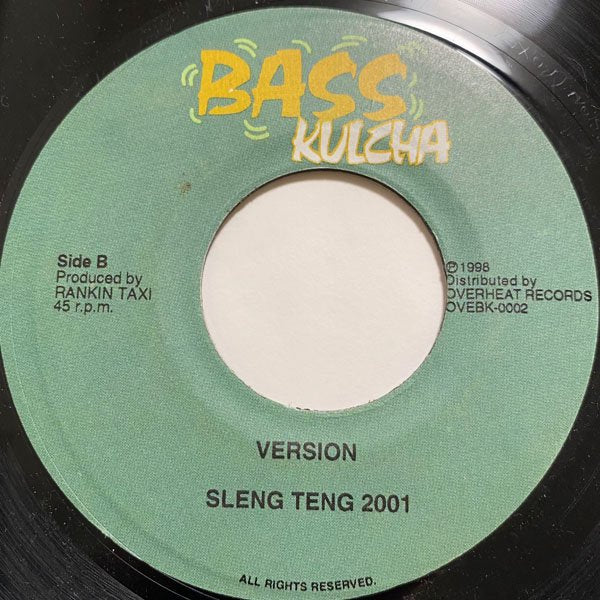 BASS
KULCHA
Side B
Produced by
RANKIN TAXI
45 r.p.m.
℗1998
Distributed by
OVERHEAT RECORDS
OVEBK-0002
VERSION
SLENG TENG 2001
ALL RIGHTS RESERVED.